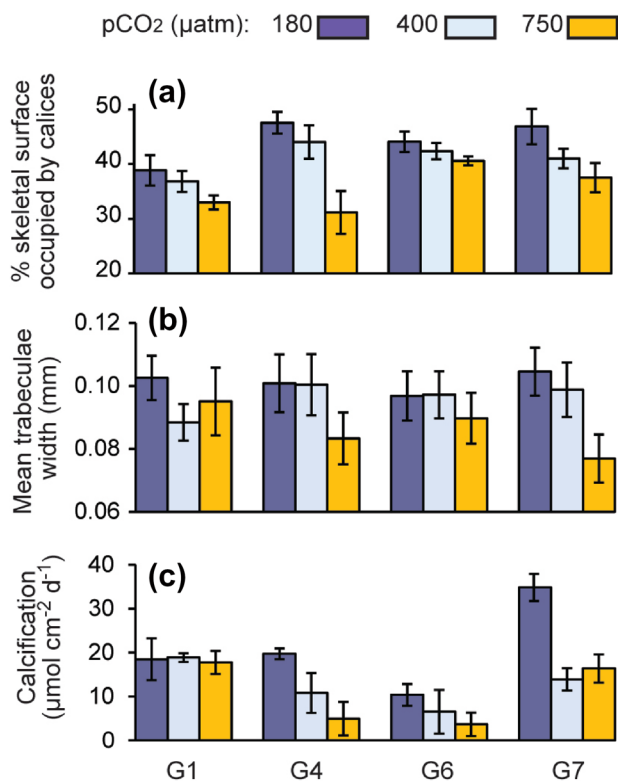 pCO2 (µatm): 180 400 750
(a)
% skeletal surface
occupied by calices
50
40
30
20
(b)
Mean trabeculae
width (mm)
0.12
0.10
0.08
0.06
(c)
Calcification
(µmol cm⁻² d⁻¹)
40
30
20
10
0
G1 G4 G6 G7